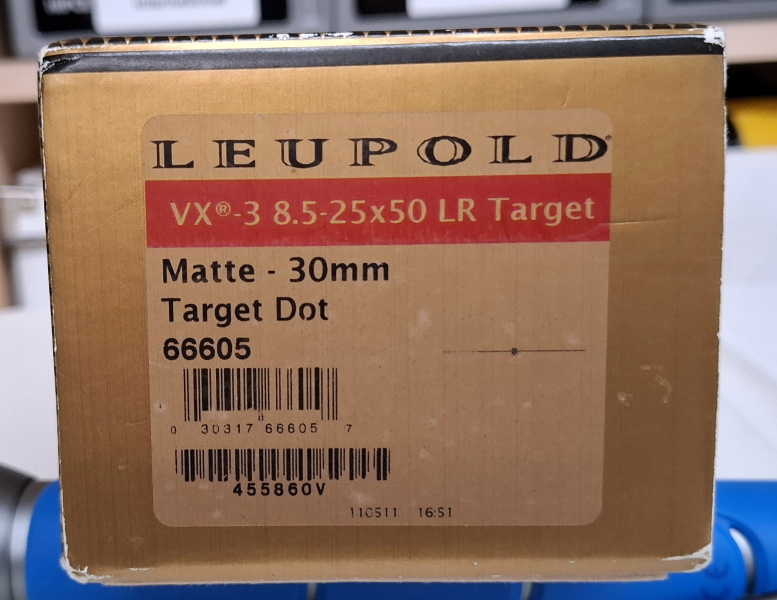 LEUPOLD®
VX®-3 8.5-25x50 LR Target
Matte - 30mm
Target Dot
66605
0 30317 66605 7
455860V
110511 16:51